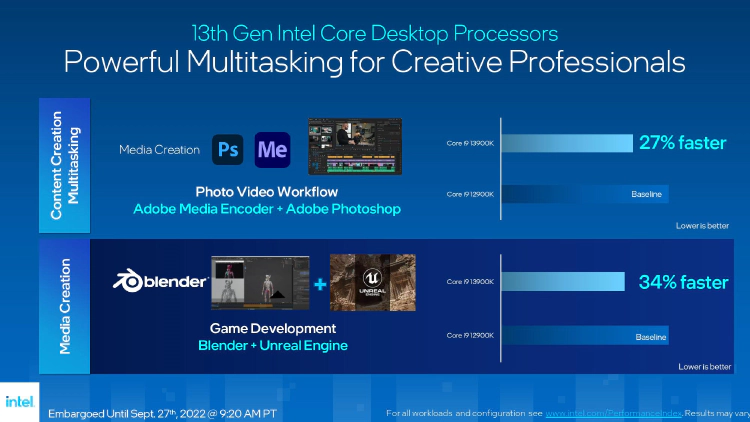 13th Gen Intel Core Desktop Processors
Powerful Multitasking for Creative Professionals
Content Creation
Multitasking
Media Creation
Ps
Me
Photo Video Workflow
Adobe Media Encoder + Adobe Photoshop
Core i9 13900K
27% faster
Core i9 12900K
Baseline
Lower is better
Media Creation
blender
+
UNREAL
ENGINE
Game Development
Blender + Unreal Engine
Core i9 13900K
34% faster
Core i9 12900K
Baseline
Lower is better
intel.
Embargoed Until Sept. 27th, 2022 @ 9:20 AM PT
For all workloads and configuration see www.intel.com/PerformanceIndex. Results may vary